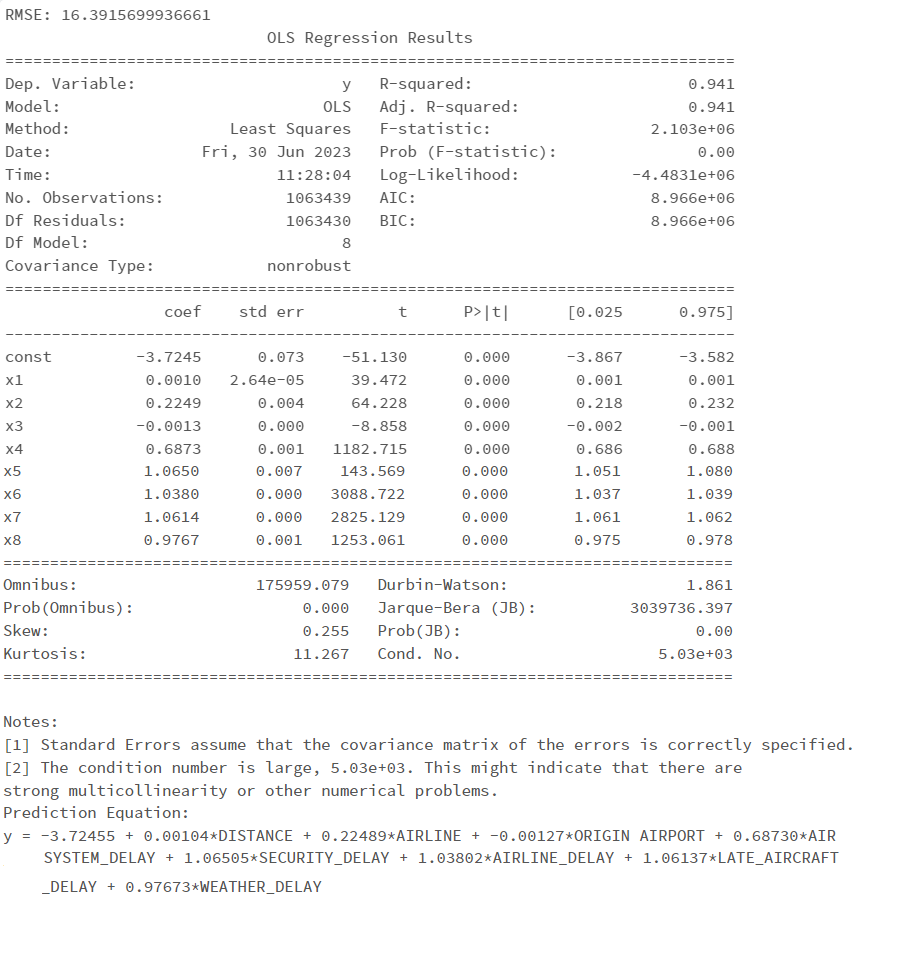 RMSE: 16.3915699936661
OLS Regression Results
==============================================================================
Dep. Variable: y R-squared: 0.941
Model: OLS Adj. R-squared: 0.941
Method: Least Squares F-statistic: 2.103e+06
Date: Fri, 30 Jun 2023 Prob (F-statistic): 0.00
Time: 11:28:04 Log-Likelihood: -4.4831e+06
No. Observations: 1063439 AIC: 8.966e+06
Df Residuals: 1063430 BIC: 8.966e+06
Df Model: 8
Covariance Type: nonrobust
==============================================================================
coef std err t P>|t| [0.025 0.975]
------------------------------------------------------------------------------
const -3.7245 0.073 -51.130 0.000 -3.867 -3.582
x1 0.0010 2.64e-05 39.472 0.000 0.001 0.001
x2 0.2249 0.004 64.228 0.000 0.218 0.232
x3 -0.0013 0.000 -8.858 0.000 -0.002 -0.001
x4 0.6873 0.001 1182.715 0.000 0.686 0.688
x5 1.0650 0.007 143.569 0.000 1.051 1.080
x6 1.0380 0.000 3088.722 0.000 1.037 1.039
x7 1.0614 0.000 2825.129 0.000 1.061 1.062
x8 0.9767 0.001 1253.061 0.000 0.975 0.978
==============================================================================
Omnibus: 175959.079 Durbin-Watson: 1.861
Prob(Omnibus): 0.000 Jarque-Bera (JB): 3039736.397
Skew: 0.255 Prob(JB): 0.00
Kurtosis: 11.267 Cond. No. 5.03e+03
==============================================================================
Notes:
[1] Standard Errors assume that the covariance matrix of the errors is correctly specified.
[2] The condition number is large, 5.03e+03. This might indicate that there are
strong multicollinearity or other numerical problems.
Prediction Equation:
y = -3.72455 + 0.00104*DISTANCE + 0.22489*AIRLINE + -0.00127*ORIGIN AIRPORT + 0.68730*AIR
SYSTEM_DELAY + 1.06505*SECURITY_DELAY + 1.03802*AIRLINE_DELAY + 1.06137*LATE_AIRCRAFT
_DELAY + 0.97673*WEATHER_DELAY